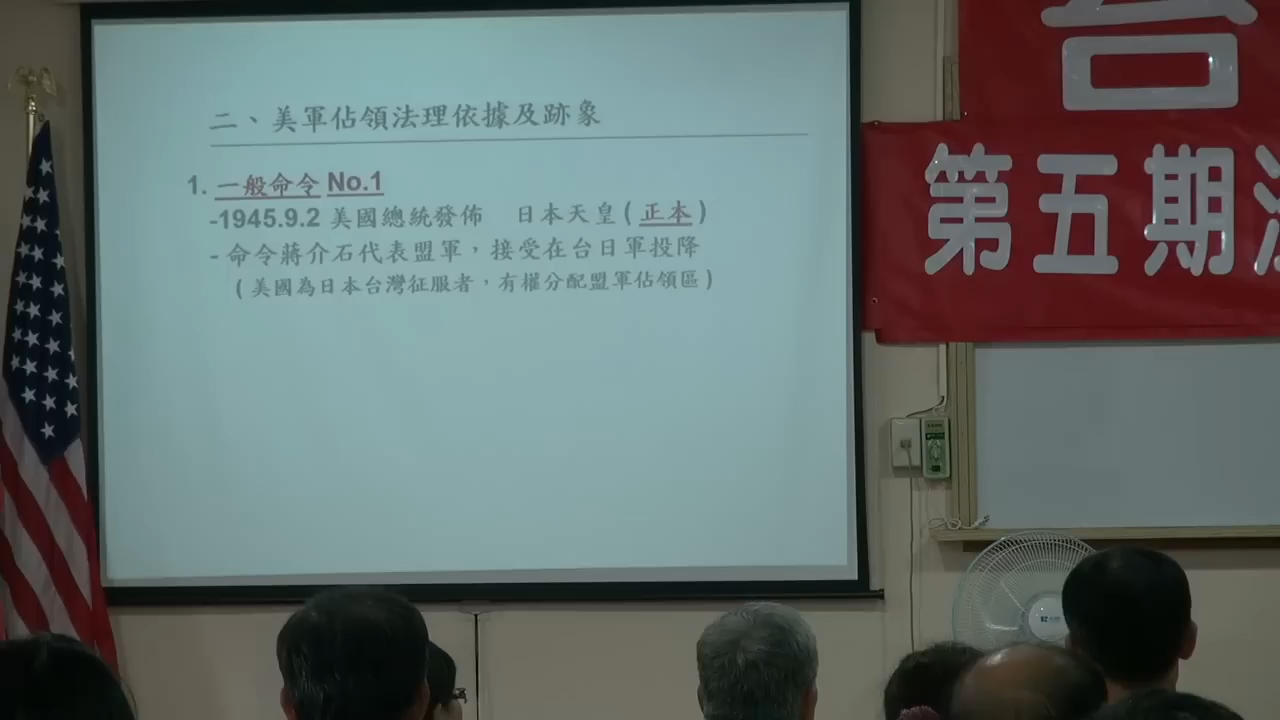 二、美軍佔領法理依據及跡象
1. 一般命令 No.1
-1945.9.2 美國總統發佈 日本天皇(正本)
- 命令蔣介石代表盟軍，接受在台日軍投降
(美國為日本台灣征服者，有權分配盟軍佔領區)
第五期